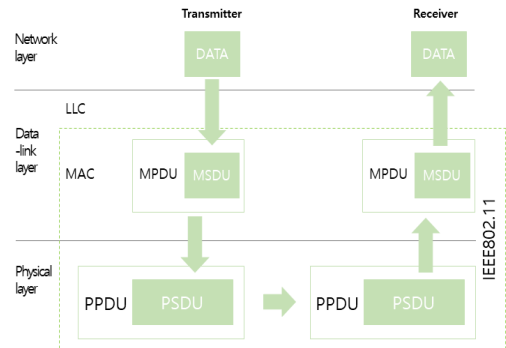 Transmitter
Receiver
Network
layer
DATA
DATA
LLC
Data
-link
layer
MAC
MPDU
MSDU
MPDU
MSDU
IEEE802.11
Physical
layer
PPDU
PSDU
PPDU
PSDU